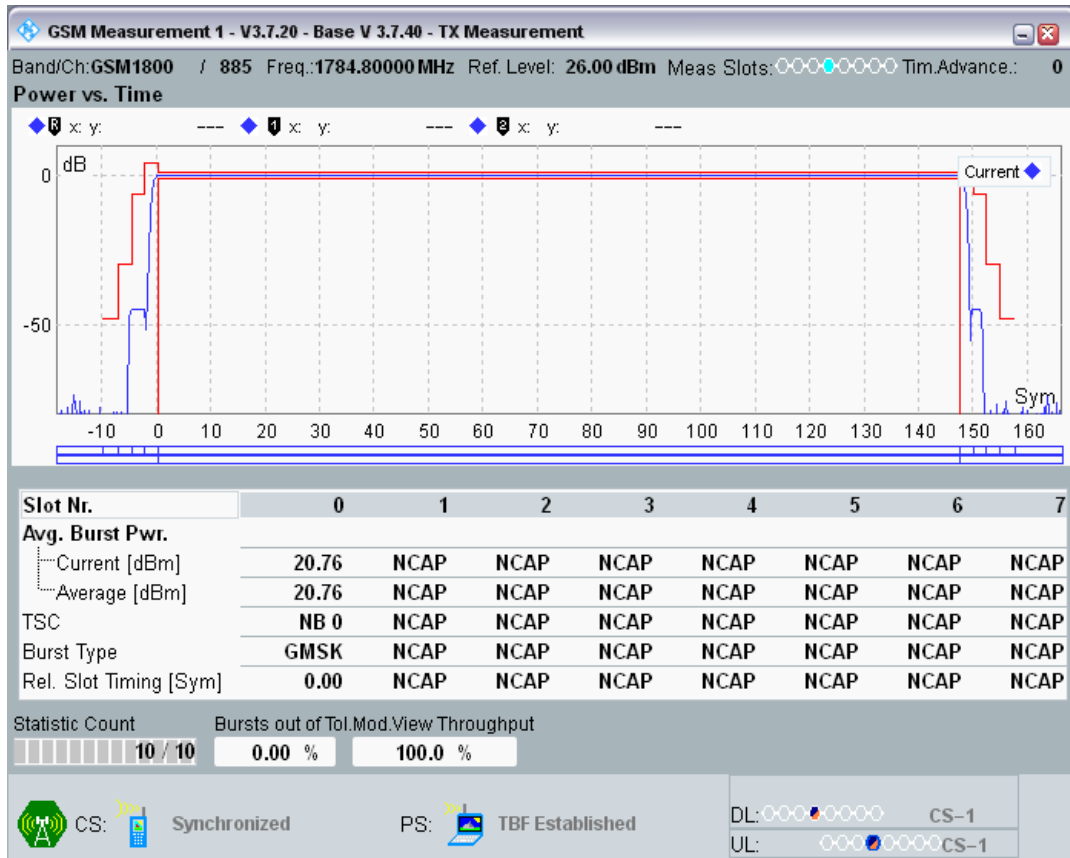 GSM Measurement 1 - V3.7.20 - Base V 3.7.40 - TX Measurement
Band/Ch:GSM1800 / 885 Freq.:1784.80000 MHz Ref. Level: 26.00 dBm Meas Slots: Tim.Advance.: 0
Power vs. Time
R x: y: --- 1 x: y: --- 2 x: y: ---
dB
Current
0
-50
Sym
-10 0 10 20 30 40 50 60 70 80 90 100 110 120 130 140 150 160
Slot Nr. 0 1 2 3 4 5 6 7
Avg. Burst Pwr.
Current [dBm] 20.76 NCAP NCAP NCAP NCAP NCAP NCAP NCAP
Average [dBm] 20.76 NCAP NCAP NCAP NCAP NCAP NCAP NCAP
TSC NB 0 NCAP NCAP NCAP NCAP NCAP NCAP NCAP
Burst Type GMSK NCAP NCAP NCAP NCAP NCAP NCAP NCAP
Rel. Slot Timing [Sym] 0.00 NCAP NCAP NCAP NCAP NCAP NCAP NCAP
Statistic Count Bursts out of Tol.Mod.View Throughput
10 / 10 0.00 % 100.0 %
CS: Synchronized PS: TBF Established DL: CS-1
UL: CS-1